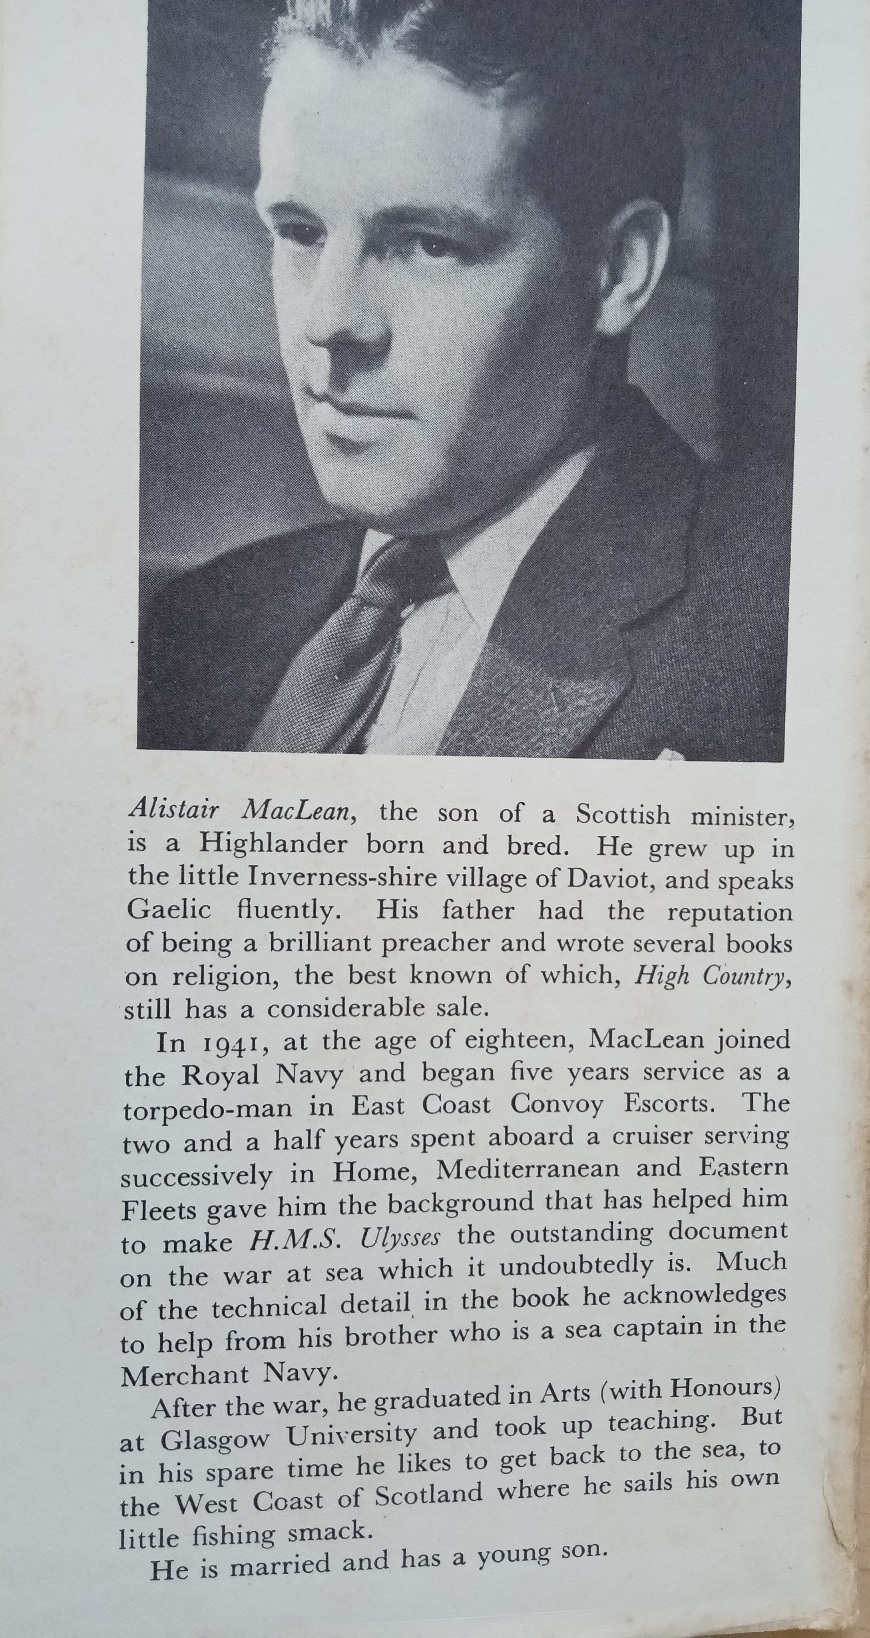 Alistair MacLean, the son of a Scottish minister,
is a Highlander born and bred. He grew up in
the little Inverness-shire village of Daviot, and speaks
Gaelic fluently. His father had the reputation
of being a brilliant preacher and wrote several books
on religion, the best known of which, High Country,
still has a considerable sale.
In 1941, at the age of eighteen, MacLean joined
the Royal Navy and began five years service as a
torpedo-man in East Coast Convoy Escorts. The
two and a half years spent aboard a cruiser serving
successively in Home, Mediterranean and Eastern
Fleets gave him the background that has helped him
to make H.M.S. Ulysses the outstanding document
on the war at sea which it undoubtedly is. Much
of the technical detail in the book he acknowledges
to help from his brother who is a sea captain in the
Merchant Navy.
After the war, he graduated in Arts (with Honours)
at Glasgow University and took up teaching. But
in his spare time he likes to get back to the sea, to
the West Coast of Scotland where he sails his own
little fishing smack.
He is married and has a young son.